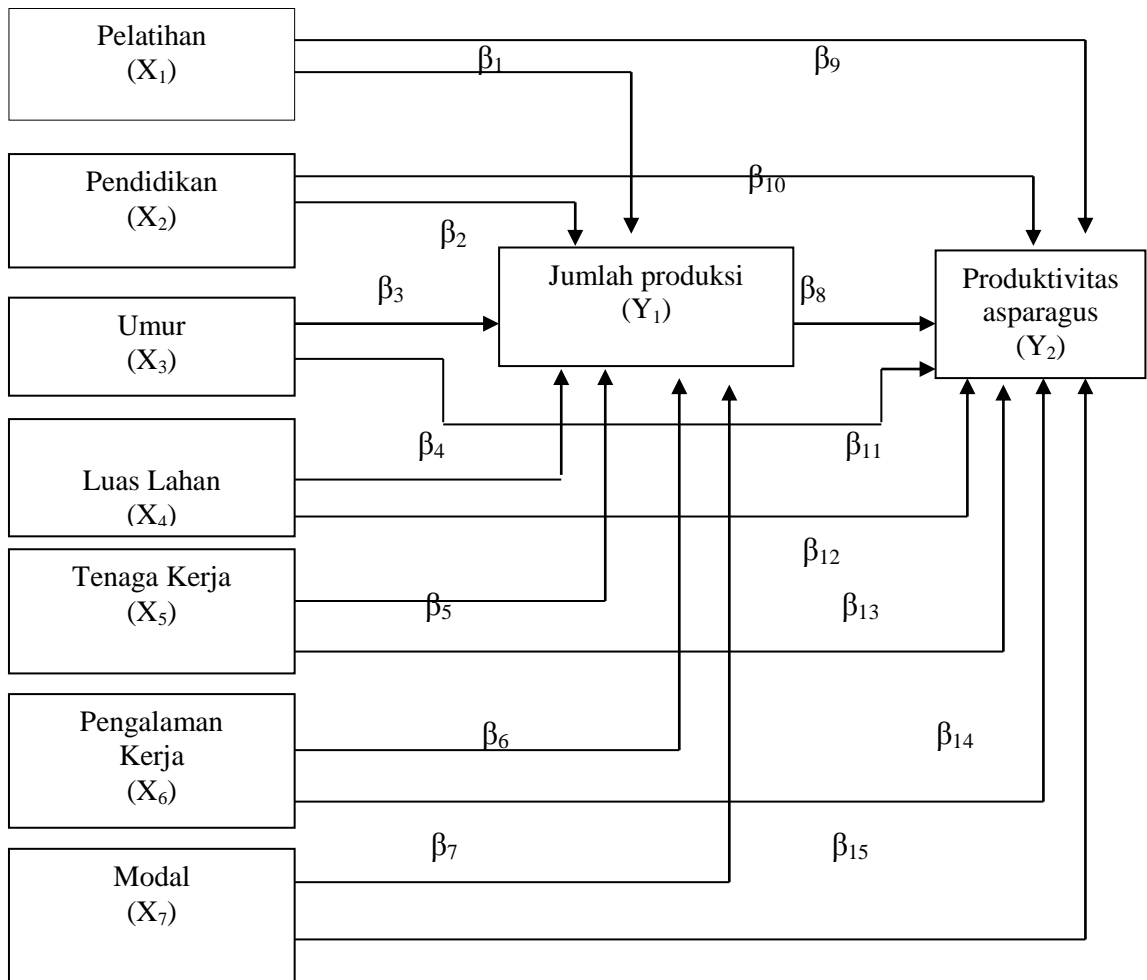 Pelatihan
(X₁)
β₁
β₉
Pendidikan
(X₂)
β₁₀
β₂
Umur
(X₃)
β₃
Jumlah produksi
(Y₁)
β₈
Produktivitas
asparagus
(Y₂)
Luas Lahan
(X₄)
β₄
β₁₁
β₁₂
Tenaga Kerja
(X₅)
β₅
β₁₃
Pengalaman
Kerja
(X₆)
β₆
β₁₄
Modal
(X₇)
β₇
β₁₅